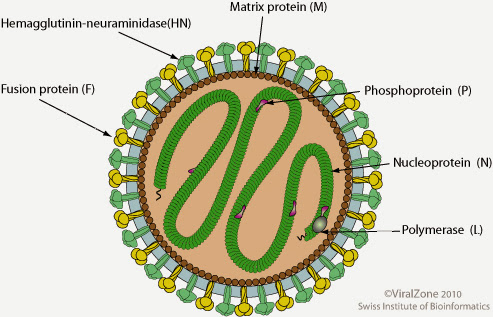 Matrix protein (M)
Hemagglutinin-neuraminidase(HN)
Fusion protein (F)
Phosphoprotein (P)
Nucleoprotein (N)
Polymerase (L)
©ViralZone 2010
Swiss Institute of Bioinformatics